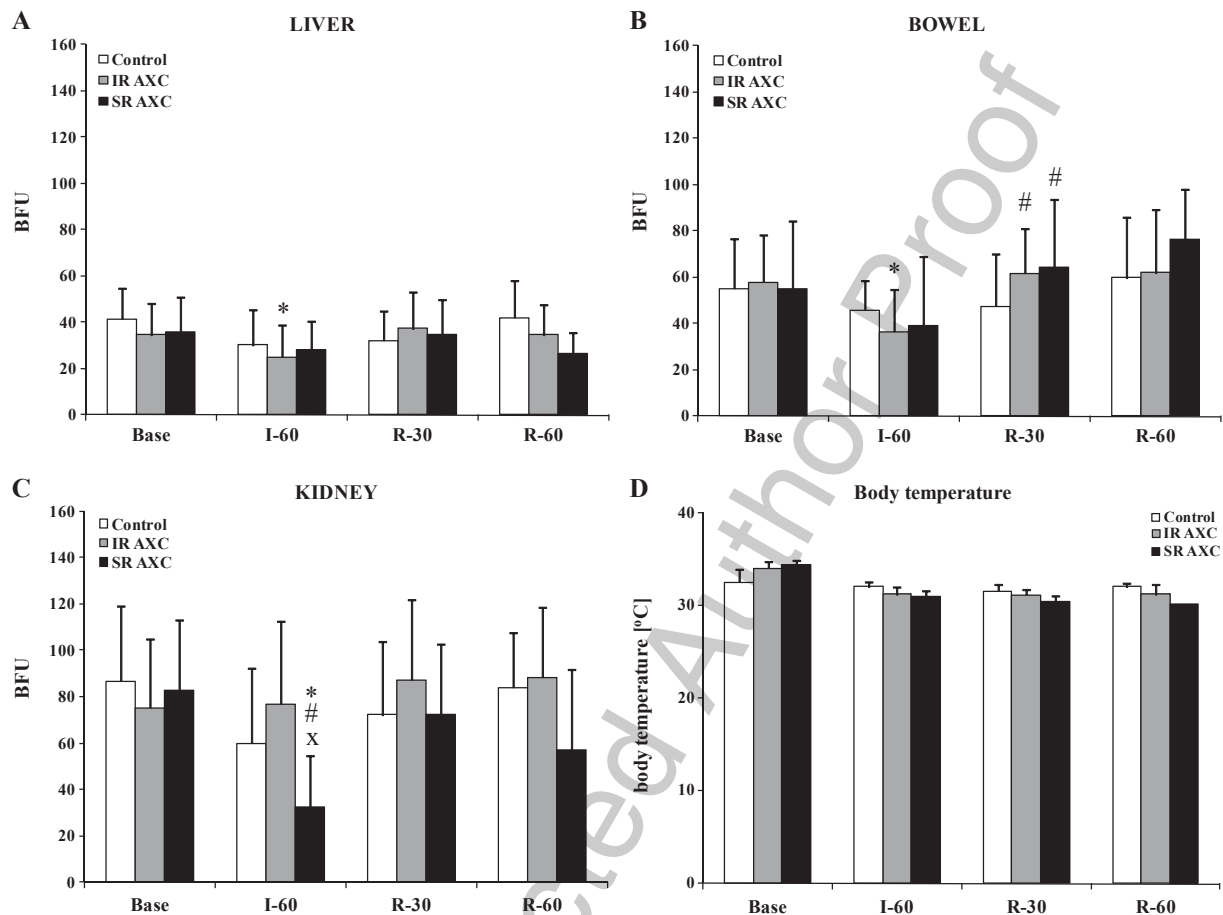 A
LIVER
160
140
120
100
80
60
40
20
0
BFU
Control
IR AXC
SR AXC
*
Base
I-60
R-30
R-60
B
BOWEL
160
140
120
100
80
60
40
20
0
BFU
Control
IR AXC
SR AXC
*
#
#
Base
I-60
R-30
R-60
C
KIDNEY
160
140
120
100
80
60
40
20
0
BFU
Control
IR AXC
SR AXC
*
#
x
Base
I-60
R-30
R-60
D
Body temperature
40
30
20
10
0
body temperature [°C]
Control
IR AXC
SR AXC
Base
I-60
R-30
R-60
cted Author Proof